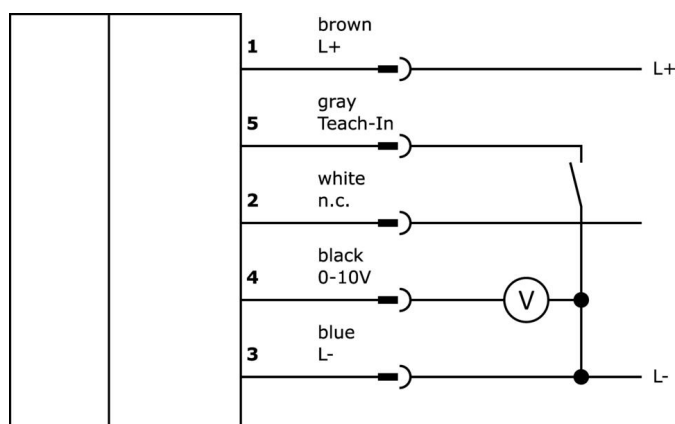 brown
1 L+
L+
gray
5 Teach-In
white
2 n.c.
black
4 0-10V
V
blue
3 L-
L-